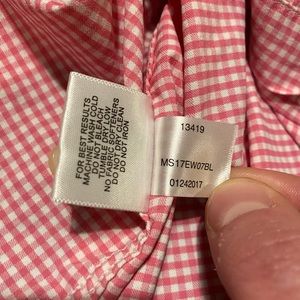 FOR BEST RESULTS
MACHINE WASH COLD
DO NOT BLEACH
TUMBLE DRY LOW
NO FABRIC SOFTENERS
DO NOT DRY CLEAN
DO NOT IRON
13419
MS17EW07BL
01242017